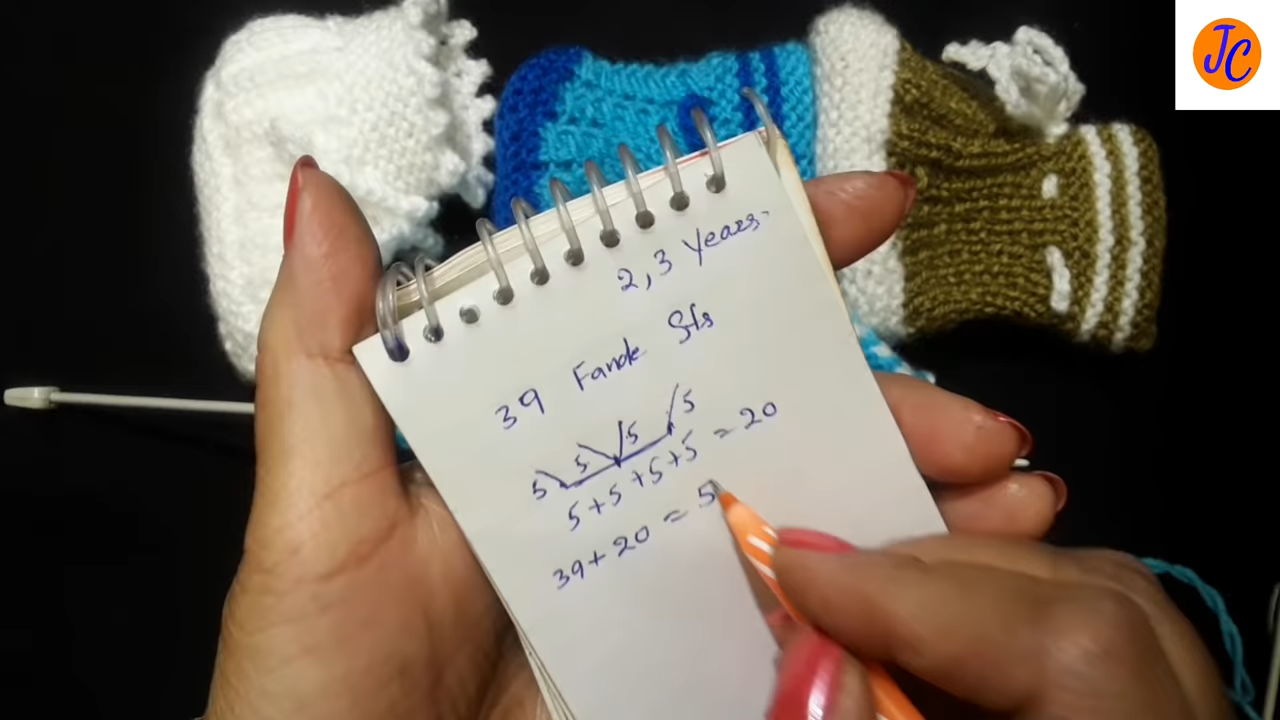 JC
2,3 Years.
39 Fande Sts
5 5 5 5
5+5+5+5 = 20
39+20 = 5